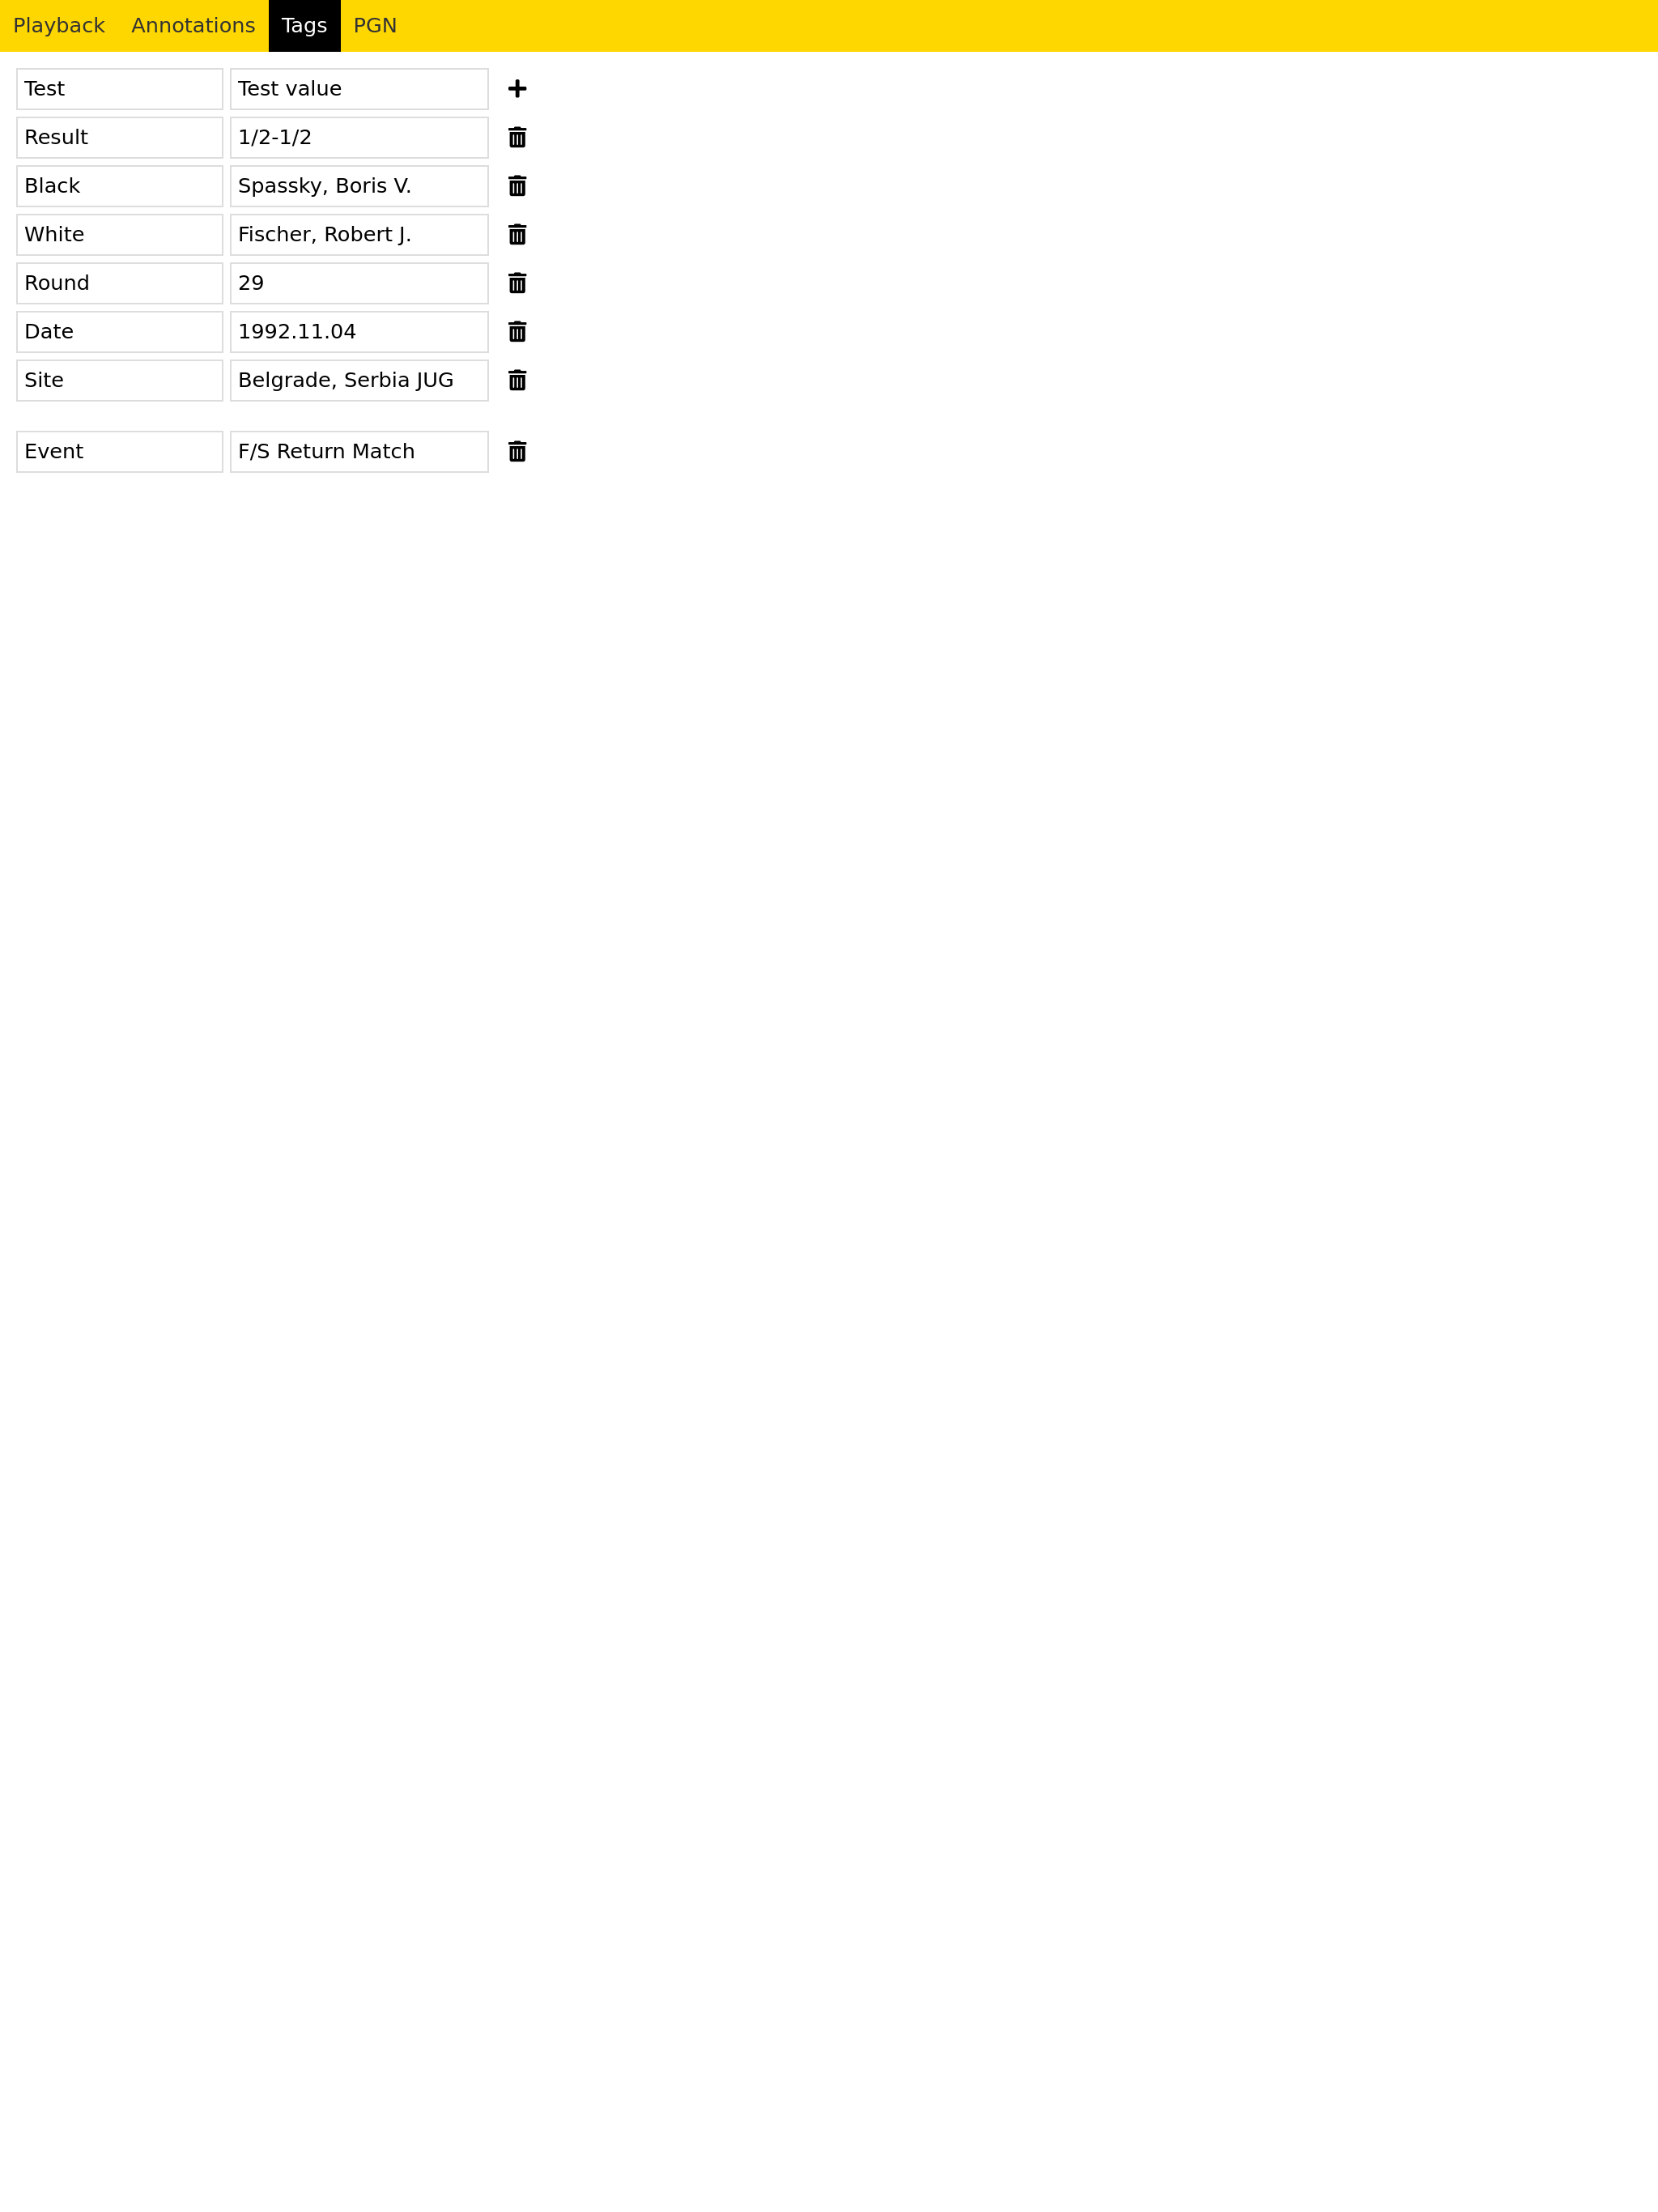 Playback Annotations Tags PGN
Test Test value
Result 1/2-1/2
Black Spassky, Boris V.
White Fischer, Robert J.
Round 29
Date 1992.11.04
Site Belgrade, Serbia JUG
Event F/S Return Match